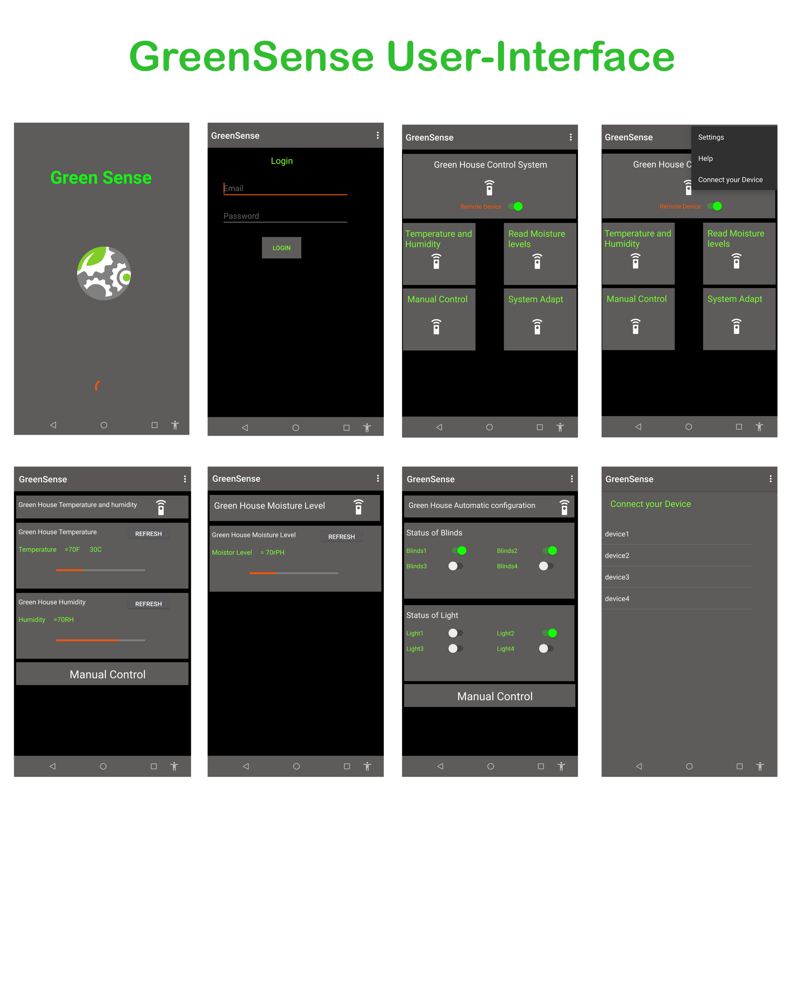 GreenSense User-Interface
Green Sense
GreenSense
Login
Email
Password
LOGIN
GreenSense
Green House Control System
Remote Device
Temperature and
Humidity
Read Moisture
levels
Manual Control
System Adapt
GreenSense
Settings
Help
Connect your Device
Green House C
Remote Device
Temperature and
Humidity
Read Moisture
levels
Manual Control
System Adapt
GreenSense
Green House Temperature and humidity
Green House Temperature
REFRESH
Temperature =70F 30C
Green House Humidity
REFRESH
Humidity =70RH
Manual Control
GreenSense
Green House Moisture Level
Green House Moisture Level
REFRESH
Moistor Level = 70rPH
GreenSense
Green House Automatic configuration
Status of Blinds
Blinds1 Blinds2
Blinds3 Blinds4
Status of Light
Light1 Light2
Light3 Light4
Manual Control
GreenSense
Connect your Device
device1
device2
device3
device4